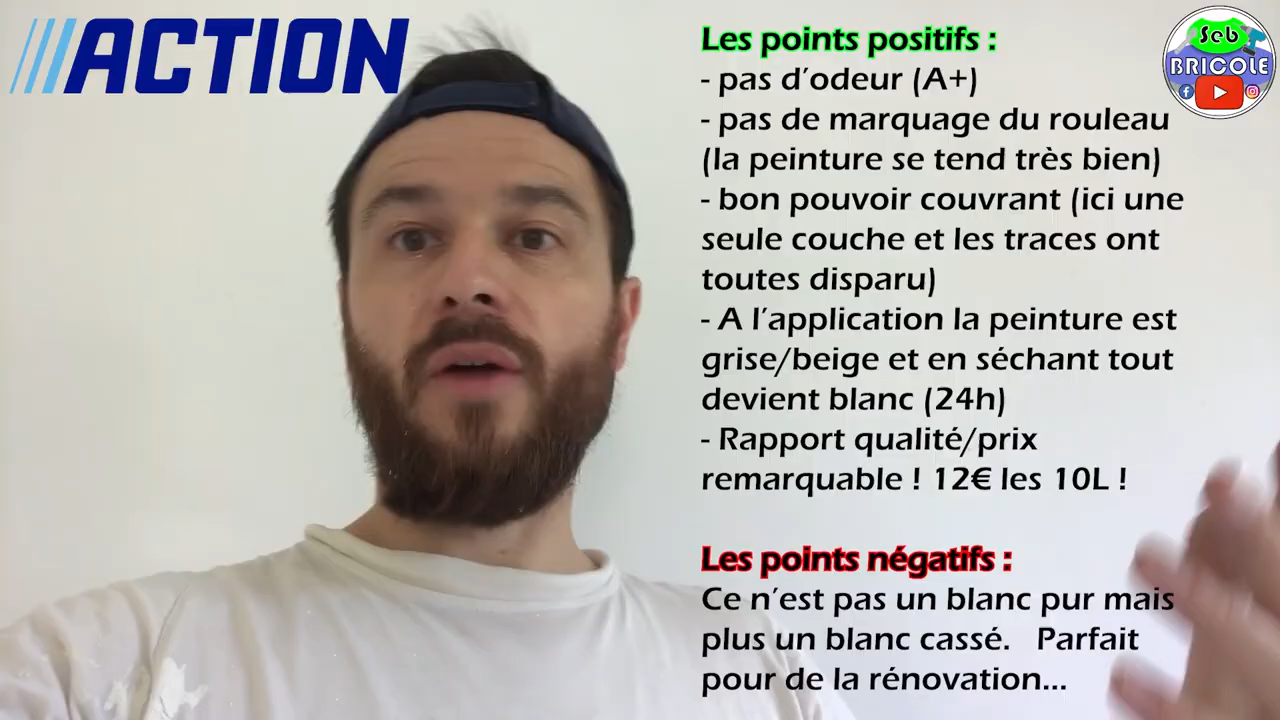 ACTION
Seb
BRICOLE
Les points positifs :
- pas d'odeur (A+)
- pas de marquage du rouleau
(la peinture se tend très bien)
- bon pouvoir couvrant (ici une
seule couche et les traces ont
toutes disparu)
- A l'application la peinture est
grise/beige et en séchant tout
devient blanc (24h)
- Rapport qualité/prix
remarquable ! 12€ les 10L !
Les points négatifs :
Ce n'est pas un blanc pur mais
plus un blanc cassé. Parfait
pour de la rénovation...